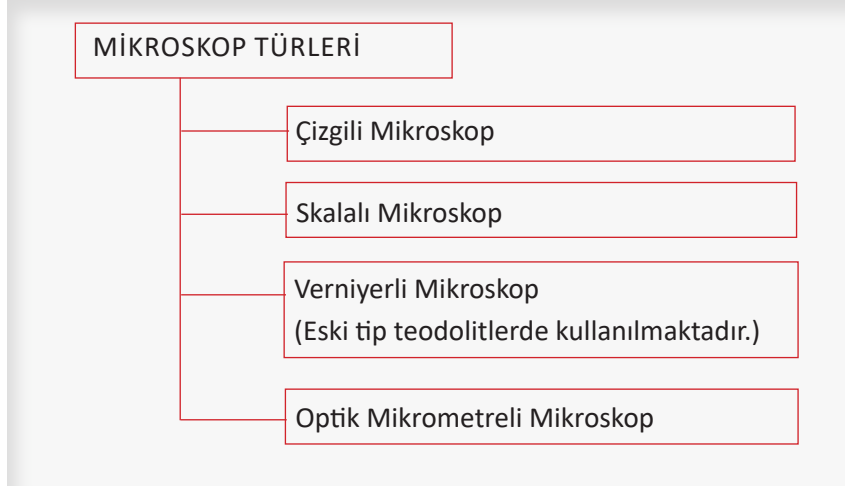 MİKROSKOP TÜRLERİ
Çizgili Mikroskop
Skalalı Mikroskop
Verniyerli Mikroskop
(Eski tip teodolitlerde kullanılmaktadır.)
Optik Mikrometreli Mikroskop